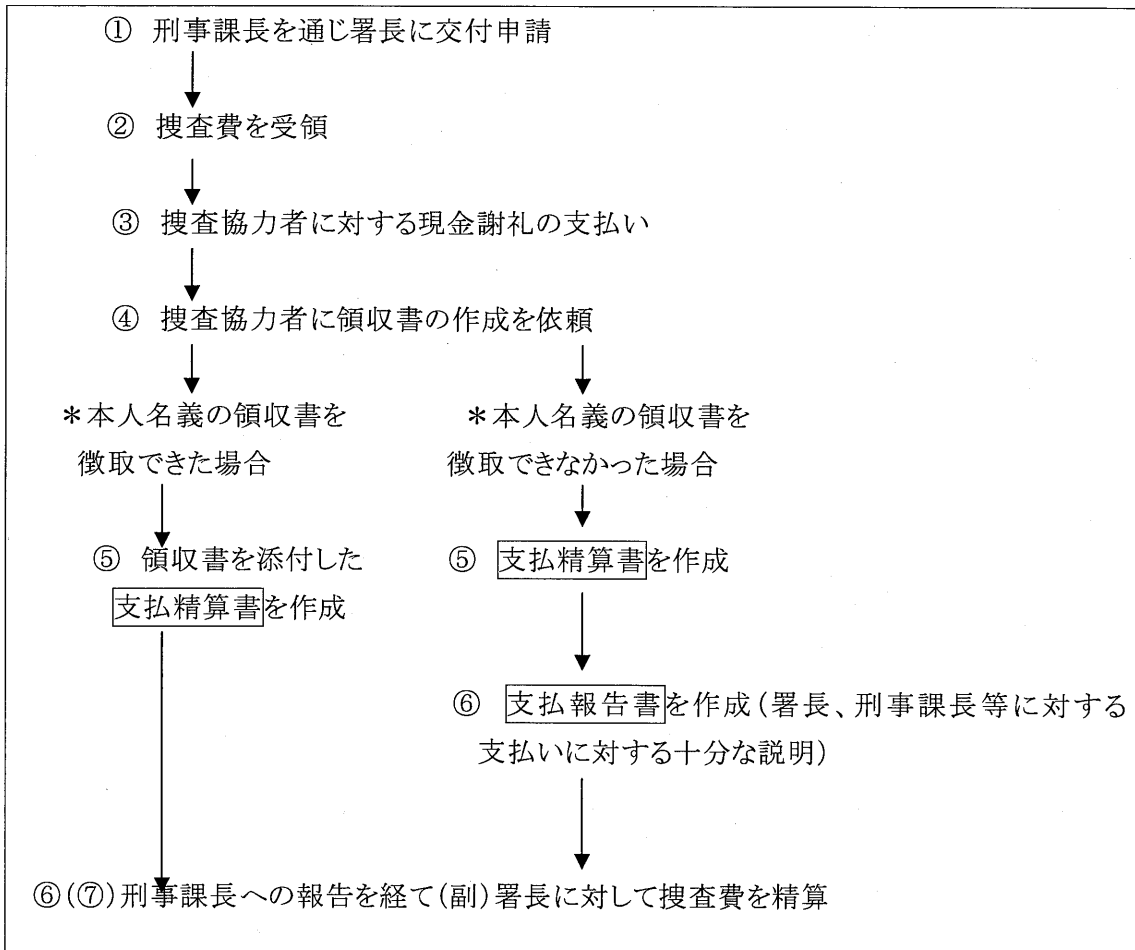 ① 刑事課長を通じ署長に交付申請
② 捜査費を受領
③ 捜査協力者に対する現金謝礼の支払い
④ 捜査協力者に領収書の作成を依頼
＊本人名義の領収書を
徴取できた場合
＊本人名義の領収書を
徴取できなかった場合
⑤ 領収書を添付した
支払精算書を作成
⑤ 支払精算書を作成
⑥ 支払報告書を作成（署長、刑事課長等に対する
支払いに対する十分な説明）
⑥(⑦)刑事課長への報告を経て(副)署長に対して捜査費を精算